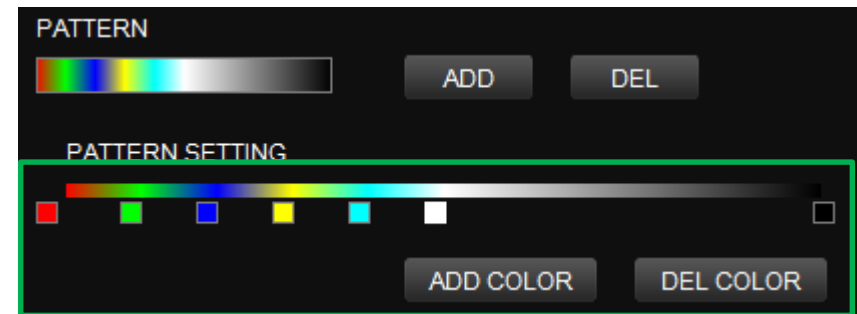 PATTERN
ADD DEL
PATTERN SETTING
ADD COLOR DEL COLOR